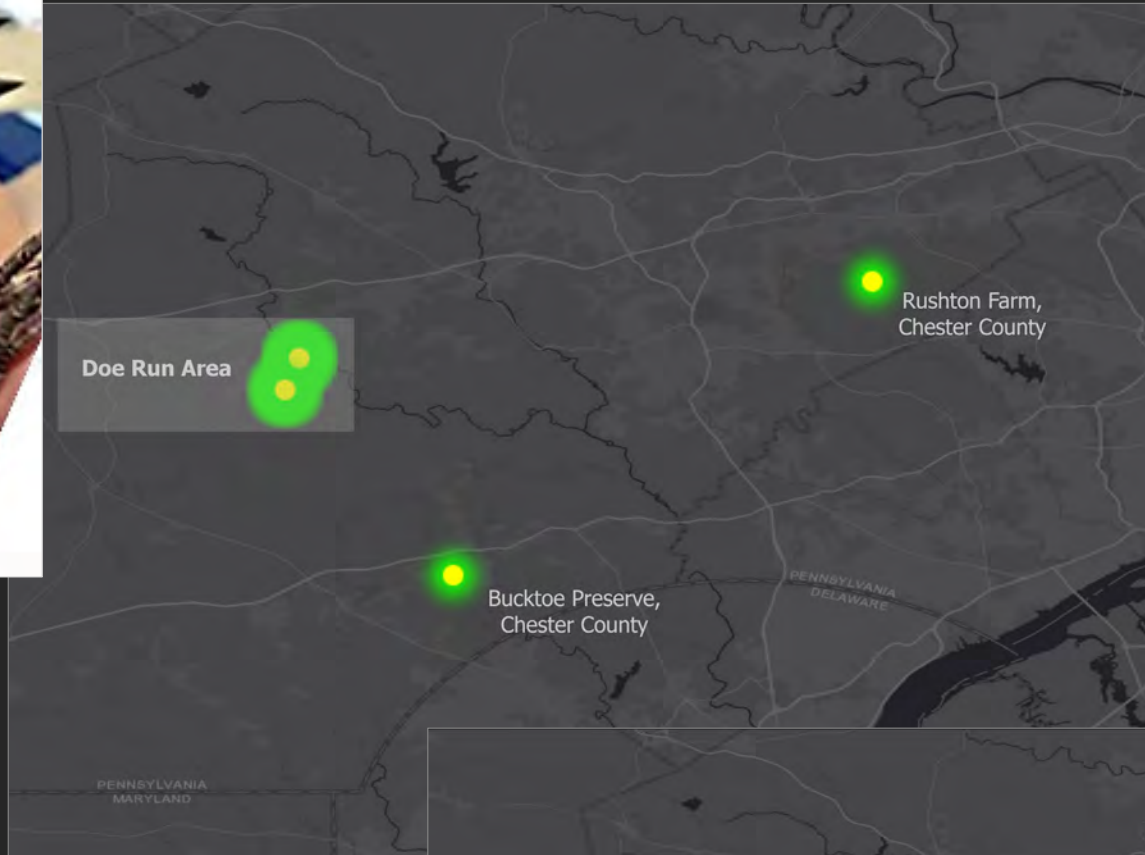 Rushton Farm,
Chester County
Doe Run Area
Bucktoe Preserve,
Chester County
PENNSYLVANIA
DELAWARE
PENNSYLVANIA
MARYLAND